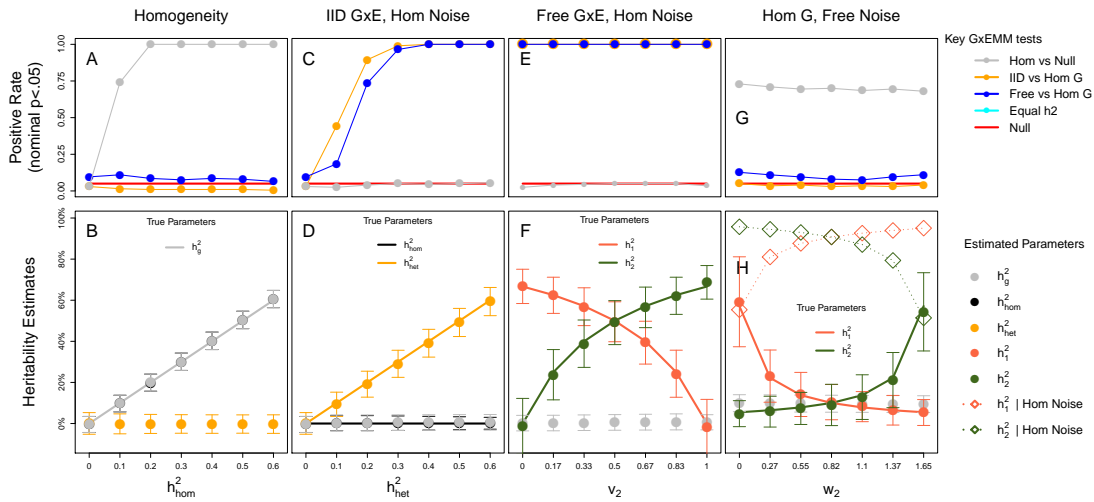 Homogeneity
IID GxE, Hom Noise
Free GxE, Hom Noise
Hom G, Free Noise
Positive Rate
(nominal p<.05)
1.00
0.75
0.50
0.25
0.00
A
C
E
G
Key GxEMM tests
Hom vs Null
IID vs Hom G
Free vs Hom G
Equal h2
Null
Heritability Estimates
100%
80%
60%
40%
20%
0%
B
True Parameters
h²g
D
True Parameters
h²hom
h²het
F
True Parameters
h²1
h²2
H
True Parameters
h²1
h²2
Estimated Parameters
h²g
h²hom
h²het
h²1
h²2
h²1 | Hom Noise
h²2 | Hom Noise
0 0.1 0.2 0.3 0.4 0.5 0.6
h²hom
0 0.1 0.2 0.3 0.4 0.5 0.6
h²het
0 0.17 0.33 0.5 0.67 0.83 1
v2
0 0.27 0.55 0.82 1.1 1.37 1.65
w2